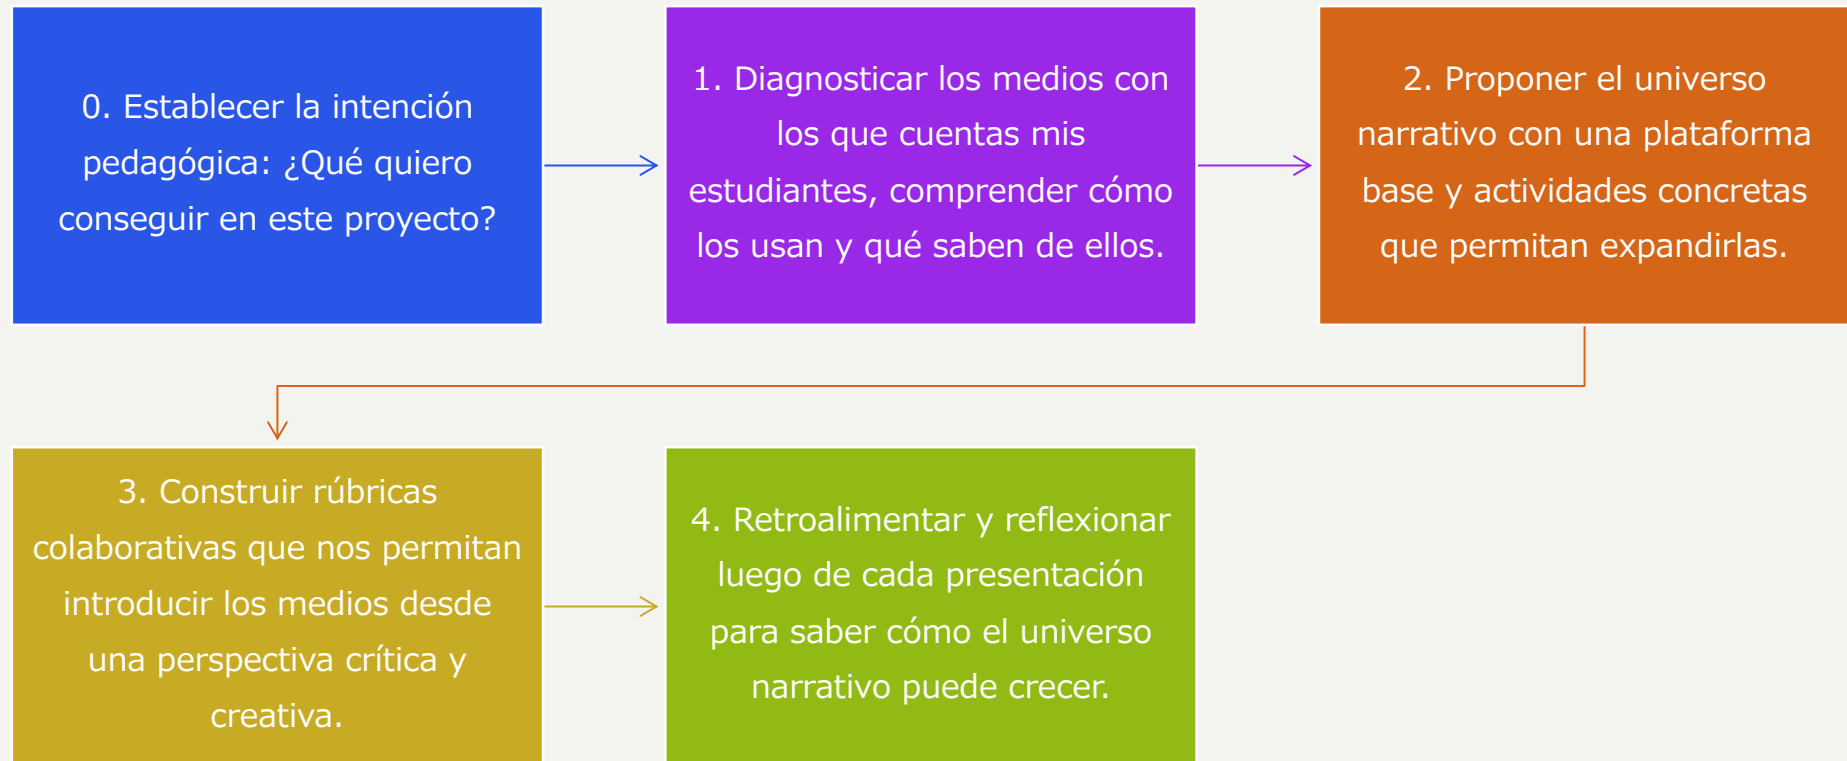 0. Establecer la intención
pedagógica: ¿Qué quiero
conseguir en este proyecto?
1. Diagnosticar los medios con
los que cuentas mis
estudiantes, comprender cómo
los usan y qué saben de ellos.
2. Proponer el universo
narrativo con una plataforma
base y actividades concretas
que permitan expandirlas.
3. Construir rúbricas
colaborativas que nos permitan
introducir los medios desde
una perspectiva crítica y
creativa.
4. Retroalimentar y reflexionar
luego de cada presentación
para saber cómo el universo
narrativo puede crecer.